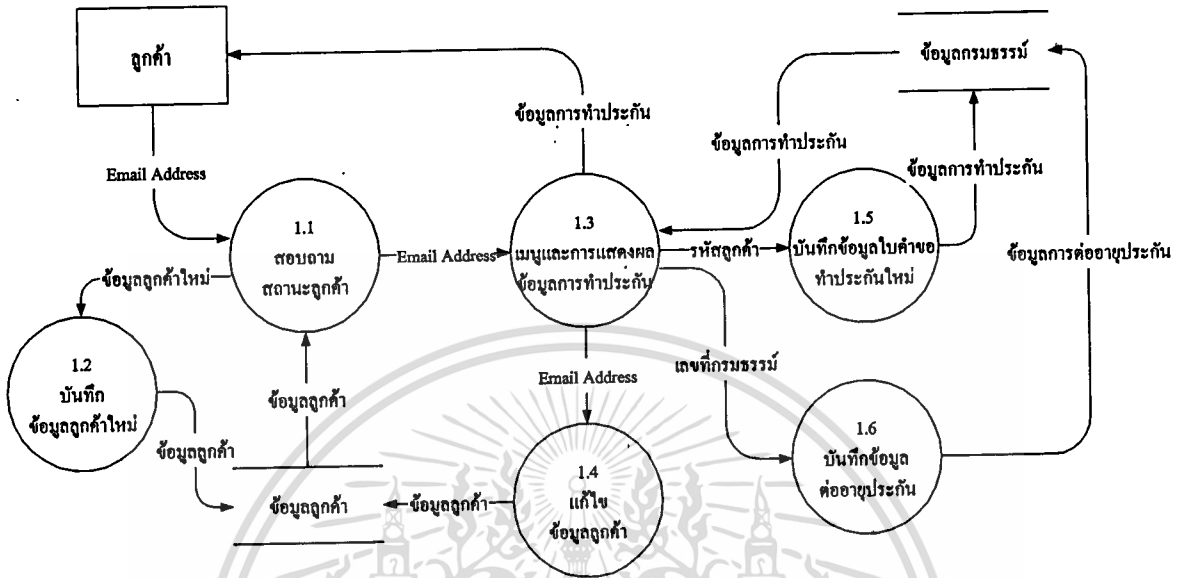 ลูกค้า
ข้อมูลกรมธรรม์
ข้อมูลการทำประกัน
ข้อมูลการทำประกัน
ข้อมูลการทำประกัน
Email Address
1.1
สอบถาม
สถานะลูกค้า
Email Address
1.3
เมนูและการแสดงผล
ข้อมูลการทำประกัน
รหัสลูกค้า
1.5
บันทึกข้อมูลใบคำขอ
ทำประกันใหม่
ข้อมูลการต่ออายุประกัน
ข้อมูลลูกค้าใหม่
1.2
บันทึก
ข้อมูลลูกค้าใหม่
ข้อมูลลูกค้า
Email Address
เลขที่กรมธรรม์
1.6
บันทึกข้อมูล
ต่ออายุประกัน
ข้อมูลลูกค้า
ข้อมูลลูกค้า
ข้อมูลลูกค้า
1.4
แก้ไข
ข้อมูลลูกค้า